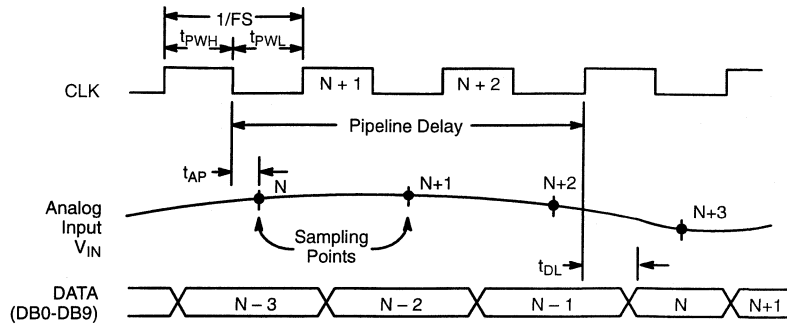 1/FS
tPWH tPWL
CLK N + 1 N + 2
Pipeline Delay
tAP
N N+1 N+2 N+3
Analog
Input
VIN
Sampling
Points
tDL
DATA
(DB0-DB9)
N – 3 N – 2 N – 1 N N+1